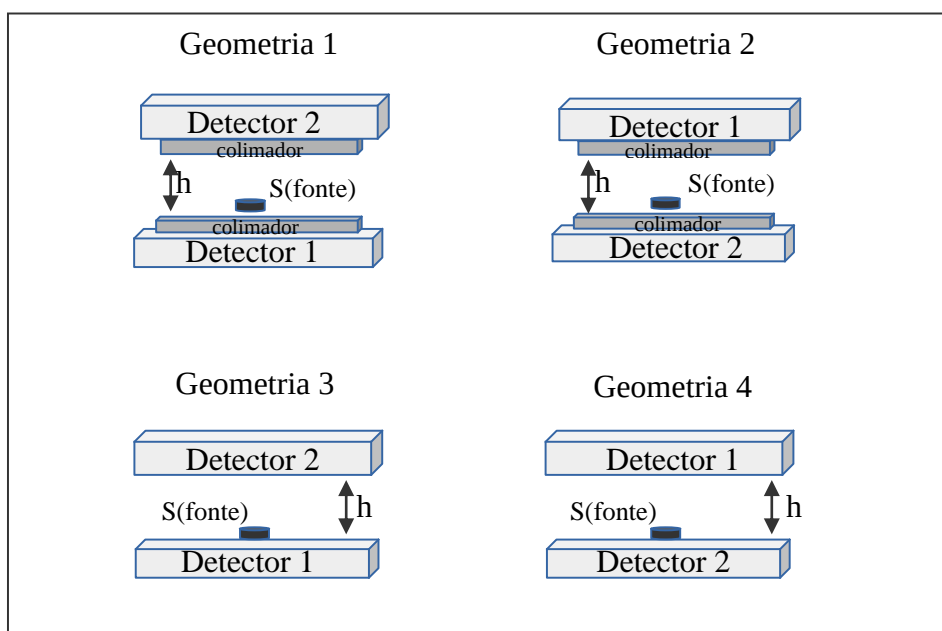 Geometria 1
Detector 2
colimador
h
S(fonte)
colimador
Detector 1
Geometria 2
Detector 1
colimador
h
S(fonte)
colimador
Detector 2
Geometria 3
Detector 2
S(fonte)
h
Detector 1
Geometria 4
Detector 1
S(fonte)
h
Detector 2